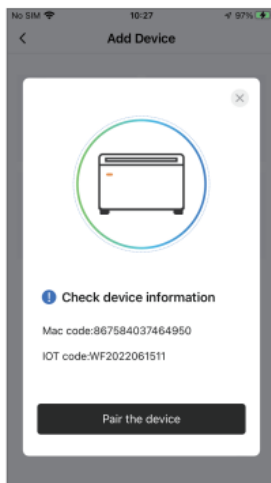 No SIM 10:27 97%
Add Device
Check device information
Mac code:867584037464950
IOT code:WF2022061511
Pair the device